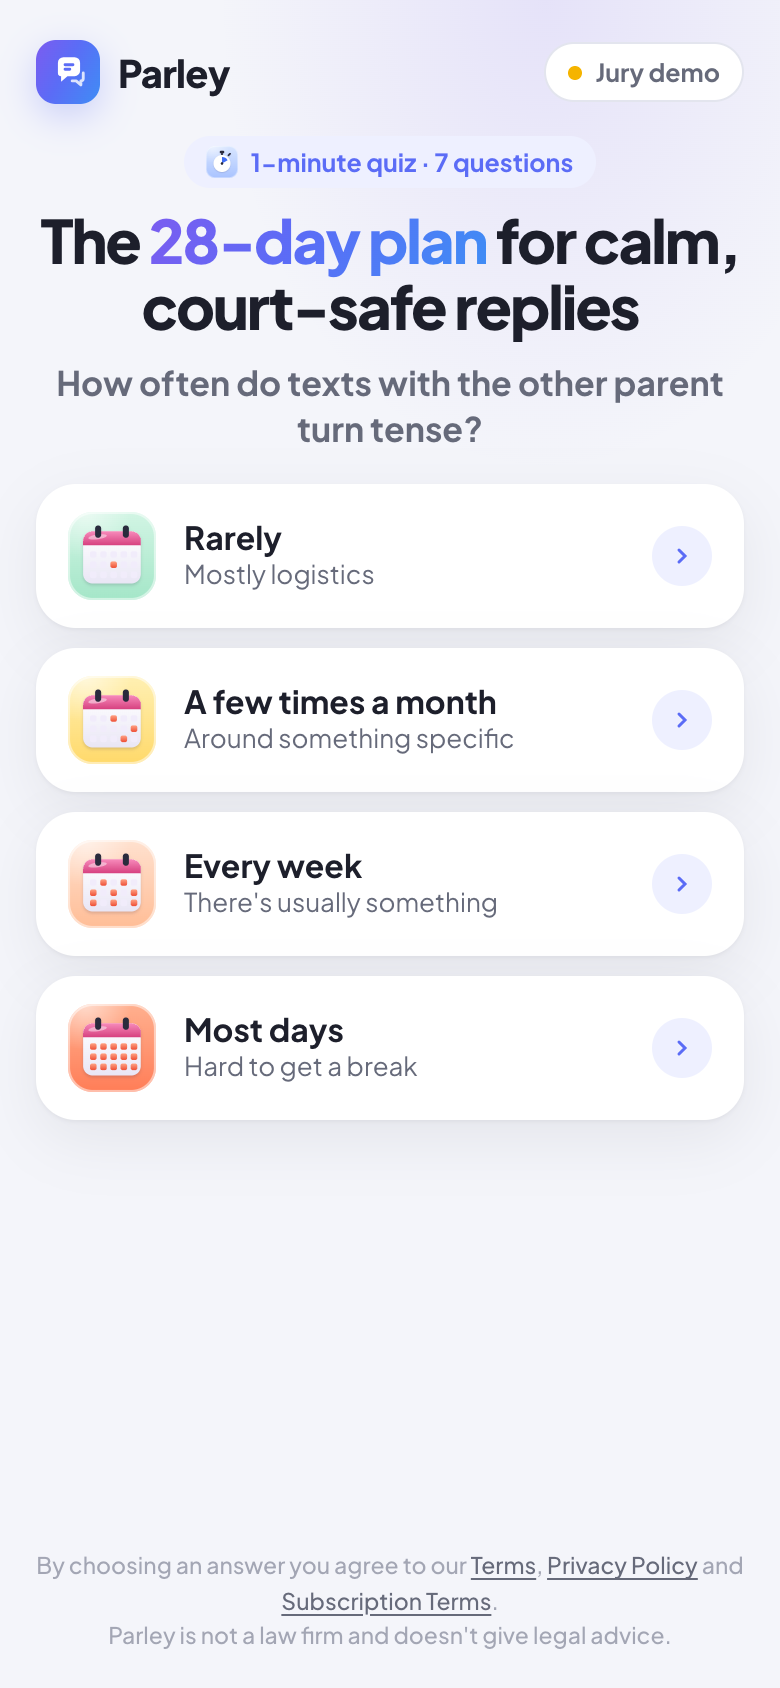 Parley
Jury demo
1-minute quiz · 7 questions
The 28-day plan for calm,
court-safe replies
How often do texts with the other parent
turn tense?
Rarely
Mostly logistics
A few times a month
Around something specific
Every week
There's usually something
Most days
Hard to get a break
By choosing an answer you agree to our Terms, Privacy Policy and
Subscription Terms.
Parley is not a law firm and doesn't give legal advice.